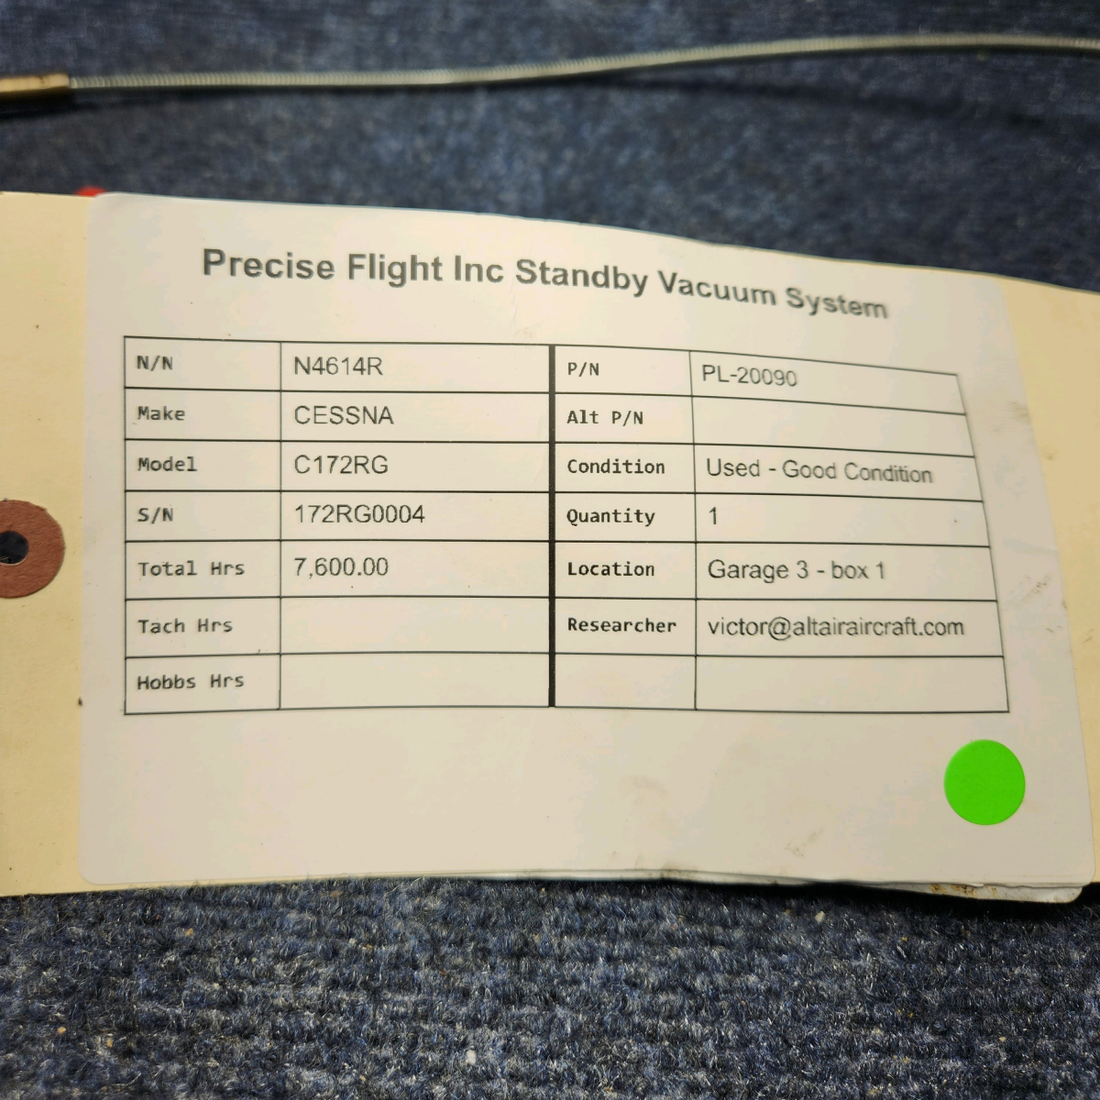 Precise Flight Inc Standby Vacuum System
N/N N4614R P/N PL-20090
Make CESSNA Alt P/N
Model C172RG Condition Used - Good Condition
S/N 172RG0004 Quantity 1
Total Hrs 7,600.00 Location Garage 3 - box 1
Tach Hrs Researcher victor@altairaircraft.com
Hobbs Hrs